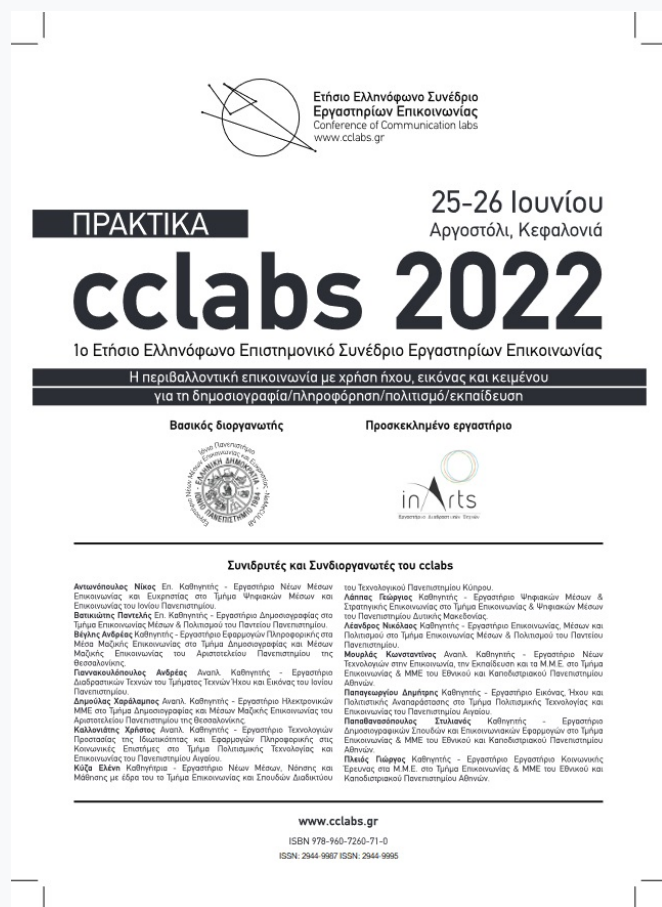 Ετήσιο Ελληνόφωνο Συνέδριο
Εργαστηρίων Επικοινωνίας
Conference of Communication labs
www.cclabs.gr
25-26 Ιουνίου
ΠΡΑΚΤΙΚΑ
Αργοστόλι, Κεφαλονιά
cclabs 2022
1ο Ετήσιο Ελληνόφωνο Επιστημονικό Συνέδριο Εργαστηρίων Επικοινωνίας
Η περιβαλλοντική επικοινωνία με χρήση ήχου, εικόνας και κειμένου
για τη δημοσιογραφία/πληροφόρηση/πολιτισμό/εκπαίδευση
Βασικός διοργανωτής
Προσκεκλημένο εργαστήριο
Ιόνιο Πανεπιστήμιο
ΕΛΛΗΝΙΚΗ ΔΗΜΟΚΡΑΤΙΑ
ΙΟΝΙΟ ΠΑΝΕΠΙΣΤΗΜΙΟ 1984
inArts
Συνιδρυτές και Συνδιοργανωτές του cclabs
Αντωνόπουλος Νίκος Επ. Καθηγητής - Εργαστήριο Νέων Μέσων
Επικοινωνίας και Ευχρηστίας στο Τμήμα Ψηφιακών Μέσων και
Επικοινωνίας του Ιονίου Πανεπιστημίου.
Βατικιώτης Παντελής Επ. Καθηγητής - Εργαστήριο Δημοσιογραφίας στο
Τμήμα Επικοινωνίας Μέσων & Πολιτισμού του Παντείου Πανεπιστημίου.
Βέγλης Ανδρέας Καθηγητής - Εργαστήριο Εφαρμογών Πληροφορικής στα
Μέσα Μαζικής Επικοινωνίας στο Τμήμα Δημοσιογραφίας και Μέσων
Μαζικής Επικοινωνίας του Αριστοτελείου Πανεπιστημίου της
Θεσσαλονίκης.
Γιαννακουλόπουλος Ανδρέας Αναπλ. Καθηγητής - Εργαστήριο
Διαδραστικών Τεχνών του Τμήματος Τεχνών Ήχου και Εικόνας του Ιονίου
Πανεπιστημίου.
Δημούλας Χαράλαμπος Αναπλ. Καθηγητής - Εργαστήριο Ηλεκτρονικών
ΜΜΕ στο Τμήμα Δημοσιογραφίας και Μέσων Μαζικής Επικοινωνίας του
Αριστοτελείου Πανεπιστημίου της Θεσσαλονίκης.
Καλλονιάτης Χρήστος Αναπλ. Καθηγητής - Εργαστήριο Τεχνολογιών
Προστασίας της Ιδιωτικότητας και Εφαρμογών Πληροφορικής στις
Κοινωνικές Επιστήμες στο Τμήμα Πολιτισμικής Τεχνολογίας και
Επικοινωνίας του Πανεπιστημίου Αιγαίου.
Κύζα Ελένη Καθηγήτρια - Εργαστήριο Νέων Μέσων, Νόησης και
Μάθησης με έδρα του το Τμήμα Επικοινωνίας και Σπουδών Διαδικτύου
του Τεχνολογικού Πανεπιστημίου Κύπρου.
Λάππας Γεώργιος Καθηγητής - Εργαστήριο Ψηφιακών Μέσων &
Στρατηγικής Επικοινωνίας στο Τμήμα Επικοινωνίας & Ψηφιακών Μέσων
του Πανεπιστημίου Δυτικής Μακεδονίας.
Λέανδρος Νικόλαος Καθηγητής - Εργαστήριο Επικοινωνίας, Μέσων και
Πολιτισμού στο Τμήμα Επικοινωνίας Μέσων & Πολιτισμού του Παντείου
Πανεπιστημίου.
Μουρλάς Κωνσταντίνος Αναπλ. Καθηγητής - Εργαστήριο Νέων
Τεχνολογιών στην Επικοινωνία, την Εκπαίδευση και τα Μ.Μ.Ε. στο Τμήμα
Επικοινωνίας & ΜΜΕ του Εθνικού και Καποδιστριακού Πανεπιστημίου
Αθηνών.
Παπαγεωργίου Δημήτρης Καθηγητής - Εργαστήριο Εικόνας, Ήχου και
Πολιτιστικής Αναπαράστασης στο Τμήμα Πολιτισμικής Τεχνολογίας και
Επικοινωνίας του Πανεπιστημίου Αιγαίου.
Παπαθανασόπουλος Στυλιανός Καθηγητής - Εργαστήριο
Δημοσιογραφικών Σπουδών και Επικοινωνιακών Εφαρμογών στο Τμήμα
Επικοινωνίας & ΜΜΕ του Εθνικού και Καποδιστριακού Πανεπιστημίου
Αθηνών.
Πλειός Γιώργος Καθηγητής - Εργαστήριο Εργαστήριο Κοινωνικής
Έρευνας στα Μ.Μ.Ε. στο Τμήμα Επικοινωνίας & ΜΜΕ του Εθνικού και
Καποδιστριακού Πανεπιστημίου Αθηνών.
www.cclabs.gr
ISBN 978-960-7260-71-0
ISSN: 2944-9967 ISSN: 2944-9995